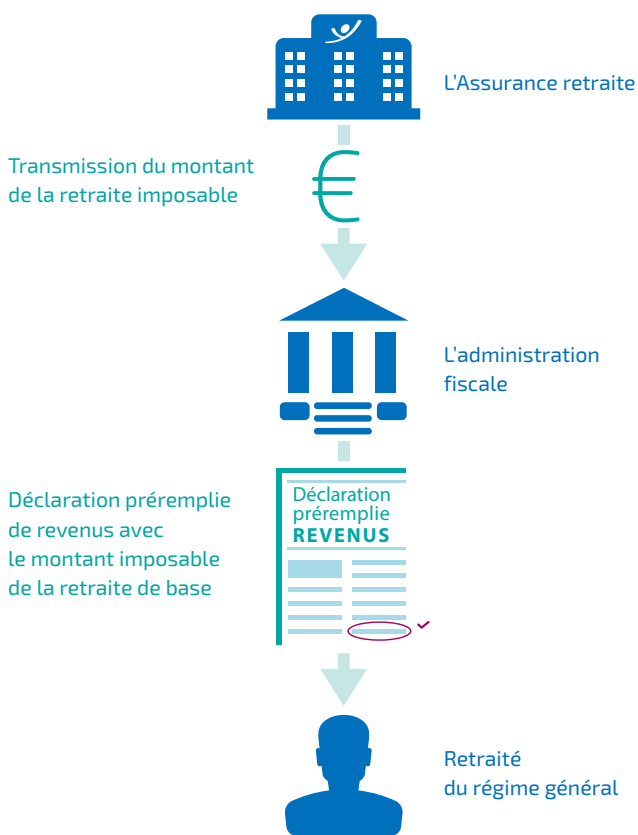 L'Assurance retraite
Transmission du montant
de la retraite imposable
€
L'administration
fiscale
Déclaration préremplie
de revenus avec
le montant imposable
de la retraite de base
Déclaration
préremplie
REVENUS
Retraité
du régime général